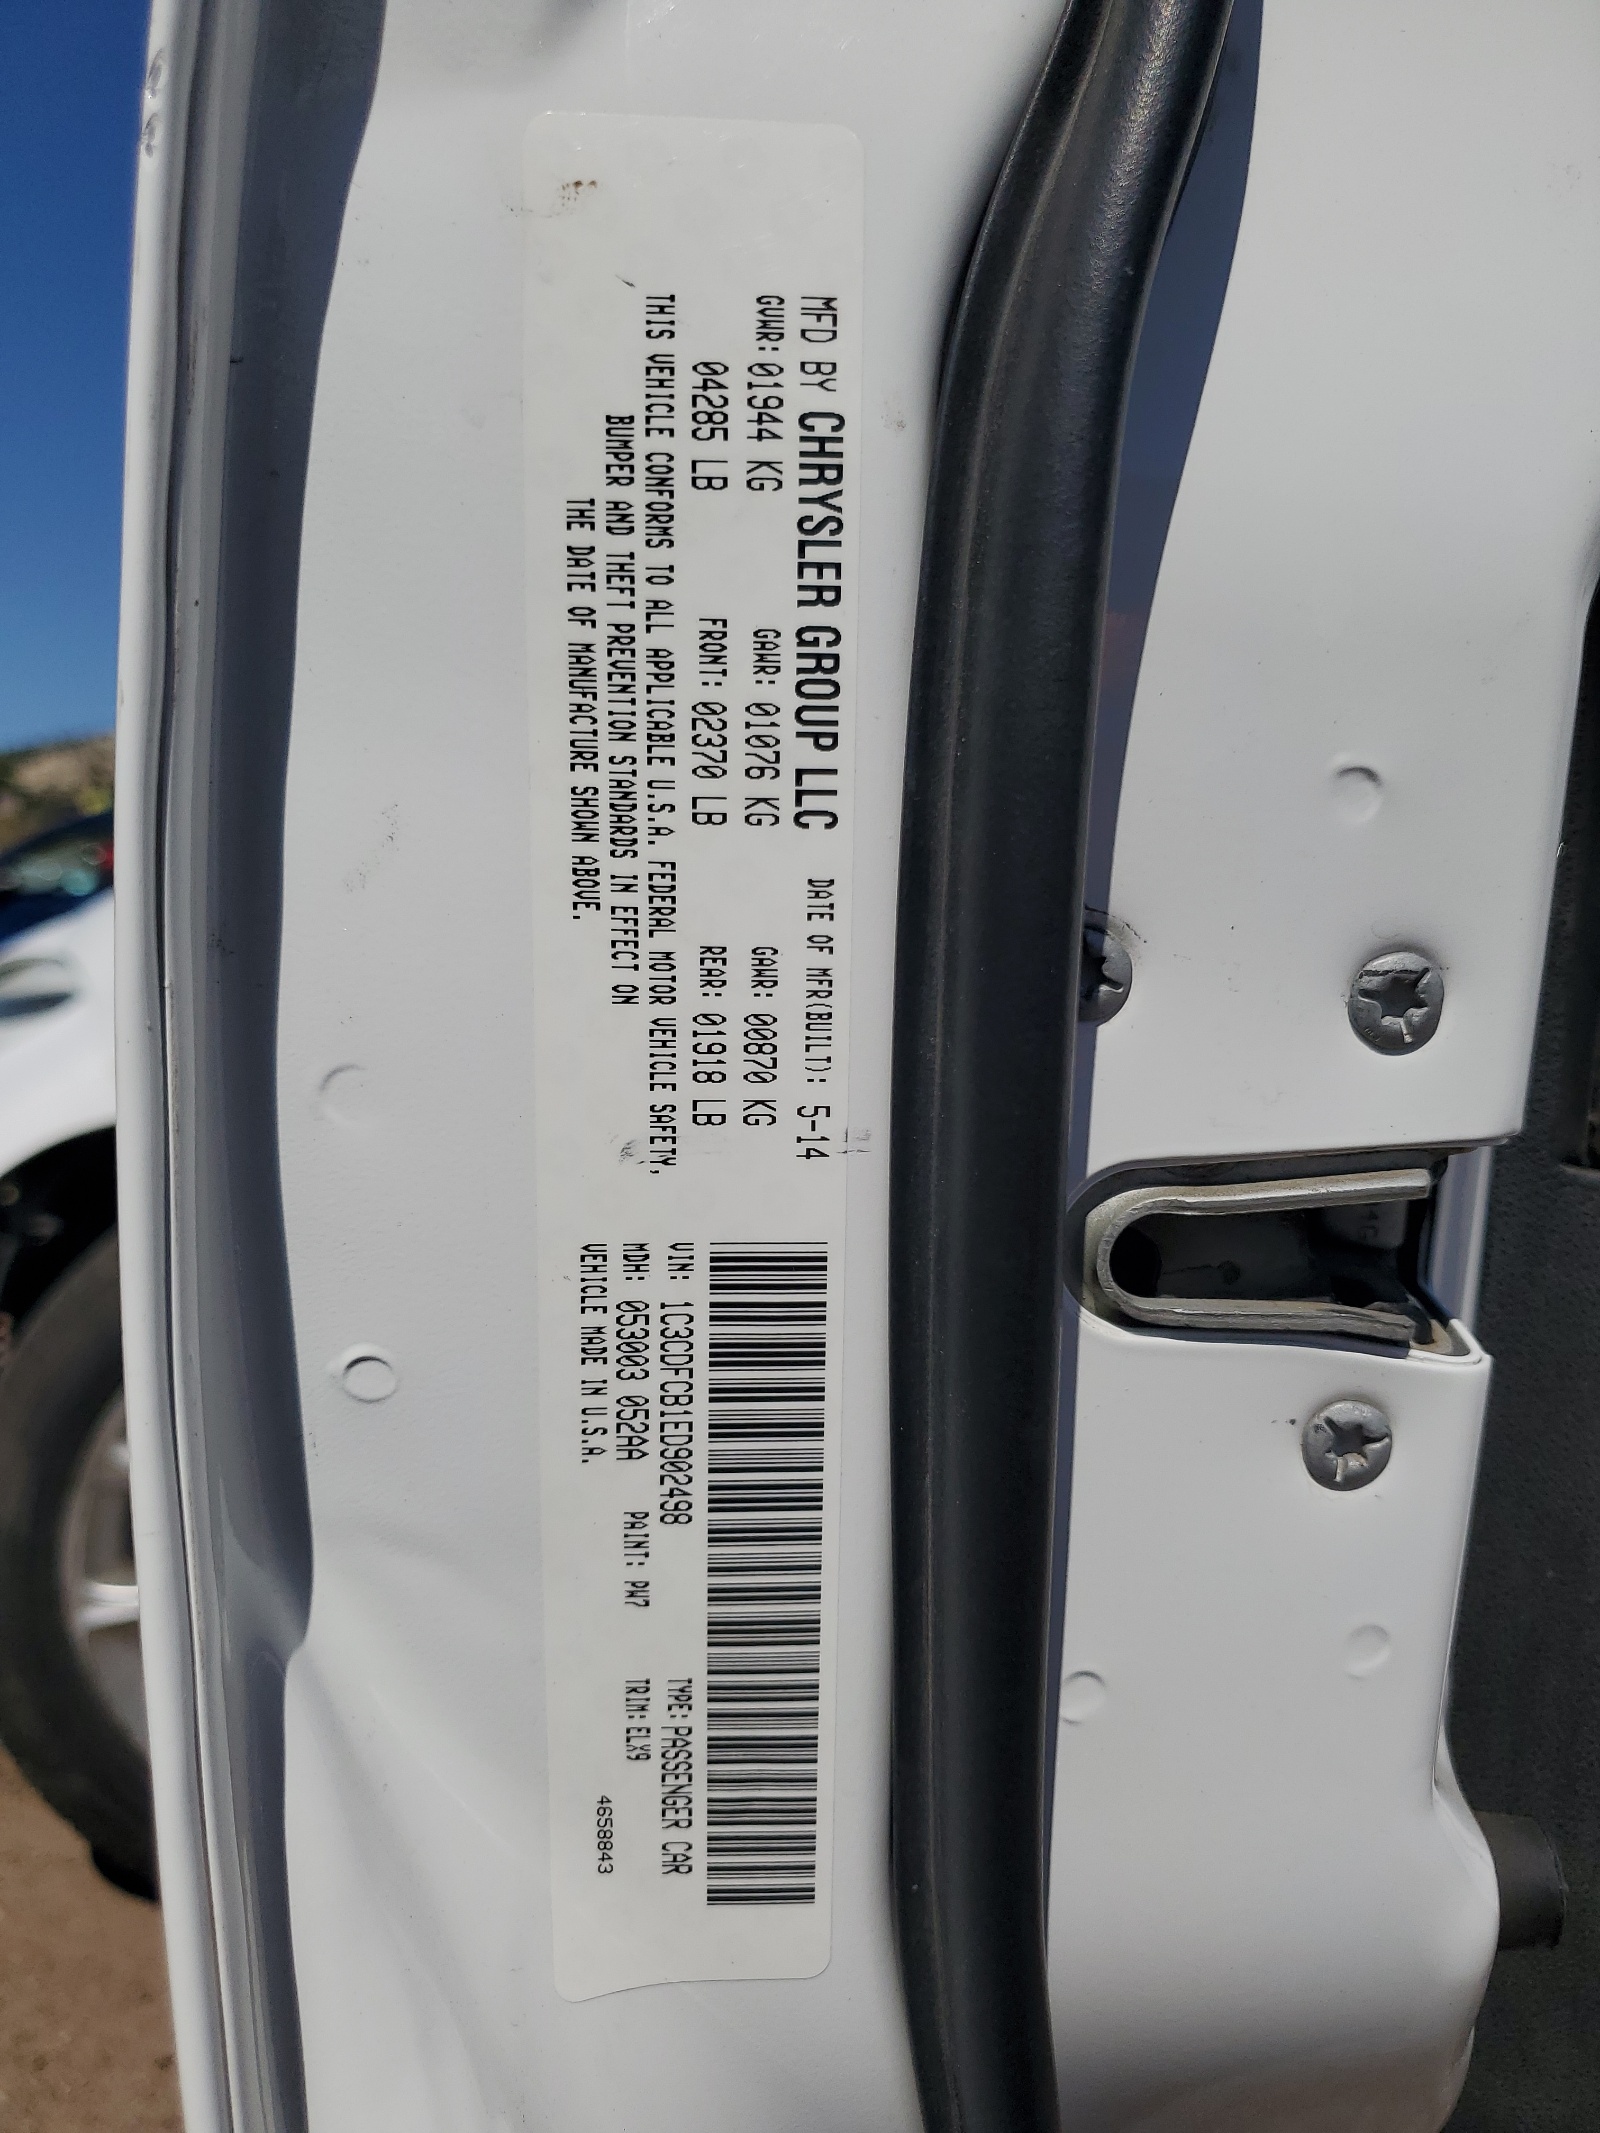 MFD BY CHRYSLER GROUP LLC DATE OF MFR(BUILT): 5-14
GVWR: 01944 KG GAWR: 01076 KG GAWR: 00870 KG
04285 LB FRONT: 02370 LB REAR: 01918 LB
THIS VEHICLE CONFORMS TO ALL APPLICABLE U.S.A. FEDERAL MOTOR VEHICLE SAFETY,
BUMPER AND THEFT PREVENTION STANDARDS IN EFFECT ON
THE DATE OF MANUFACTURE SHOWN ABOVE.
VIN: 1C3CDFCB1ED902498 TYPE: PASSENGER CAR
MDH: 053003 052AA PAINT: PW7 TRIM: ELX9
VEHICLE MADE IN U.S.A. 4658843